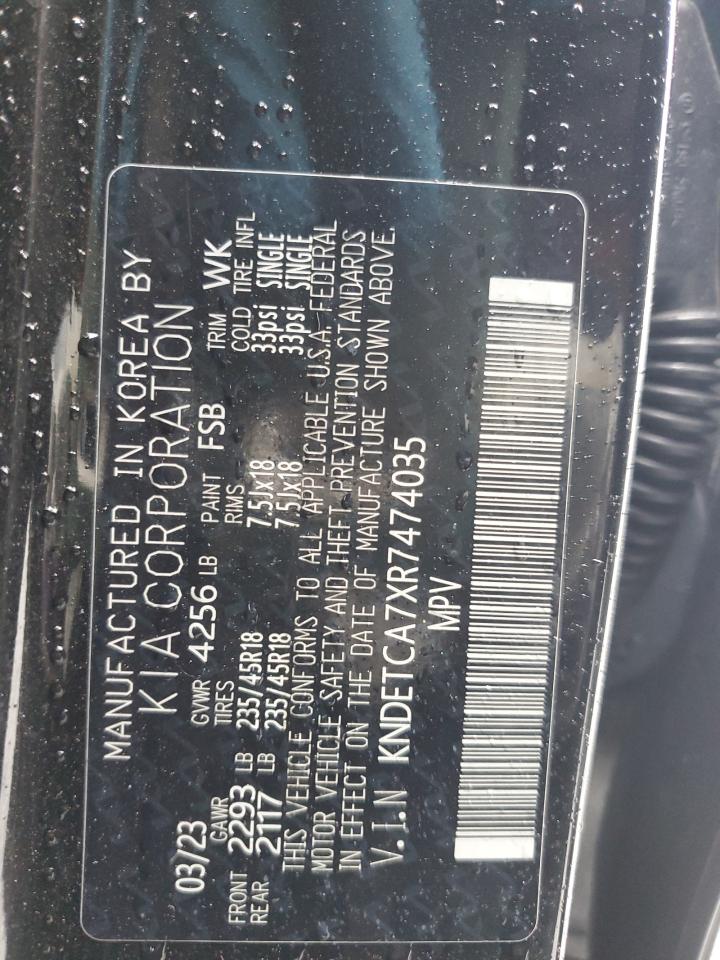 MANUFACTURED IN KOREA BY
KIA CORPORATION
03/23 GVWR 4256 LB PAINT FSB TRIM WK
GAWR TIRES RIMS COLD TIRE INFL
FRONT 2293 LB 235/45R18 7.5Jx18 33psi SINGLE
REAR 2117 LB 235/45R18 7.5Jx18 33psi SINGLE
THIS VEHICLE CONFORMS TO ALL APPLICABLE U.S.A. FEDERAL
MOTOR VEHICLE SAFETY AND THEFT PREVENTION STANDARDS
IN EFFECT ON THE DATE OF MANUFACTURE SHOWN ABOVE.
V.I.N KNDETCA7XR7474035
MPV